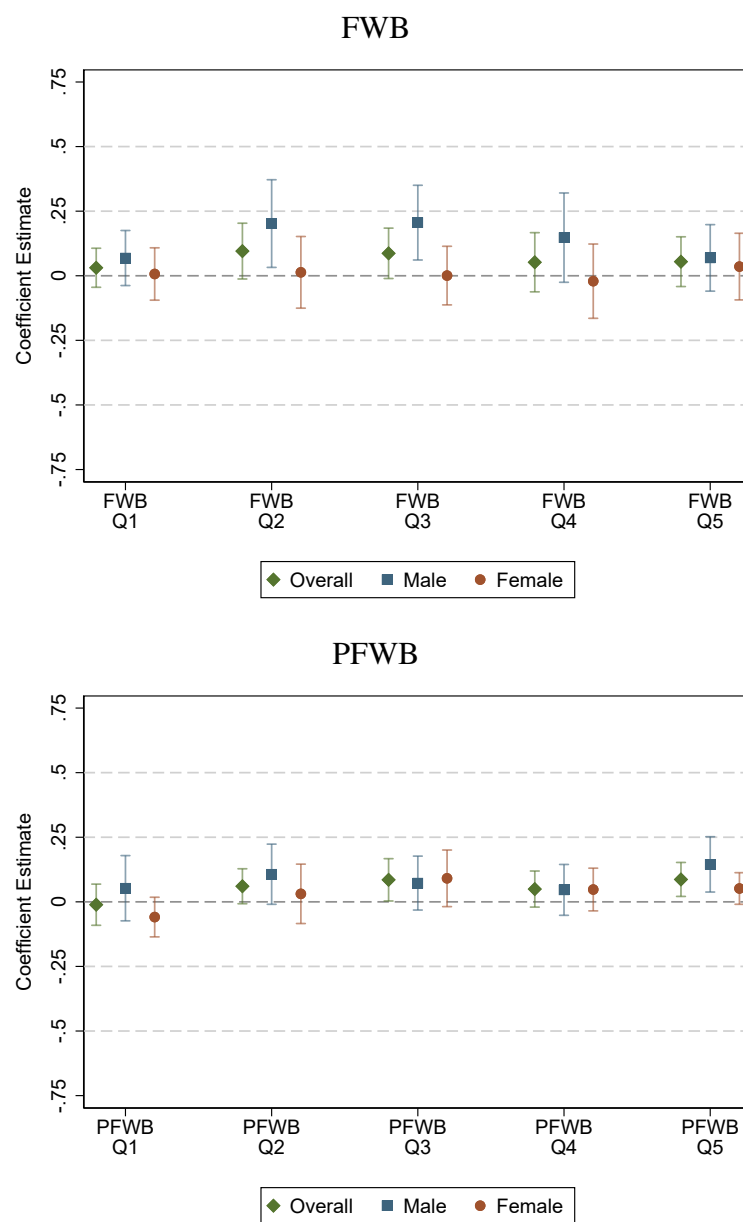 FWB
Coefficient Estimate
.75
.5
.25
0
-.25
-.5
-.75
FWB FWB FWB FWB FWB
Q1 Q2 Q3 Q4 Q5
Overall Male Female
PFWB
Coefficient Estimate
.75
.5
.25
0
-.25
-.5
-.75
PFWB PFWB PFWB PFWB PFWB
Q1 Q2 Q3 Q4 Q5
Overall Male Female